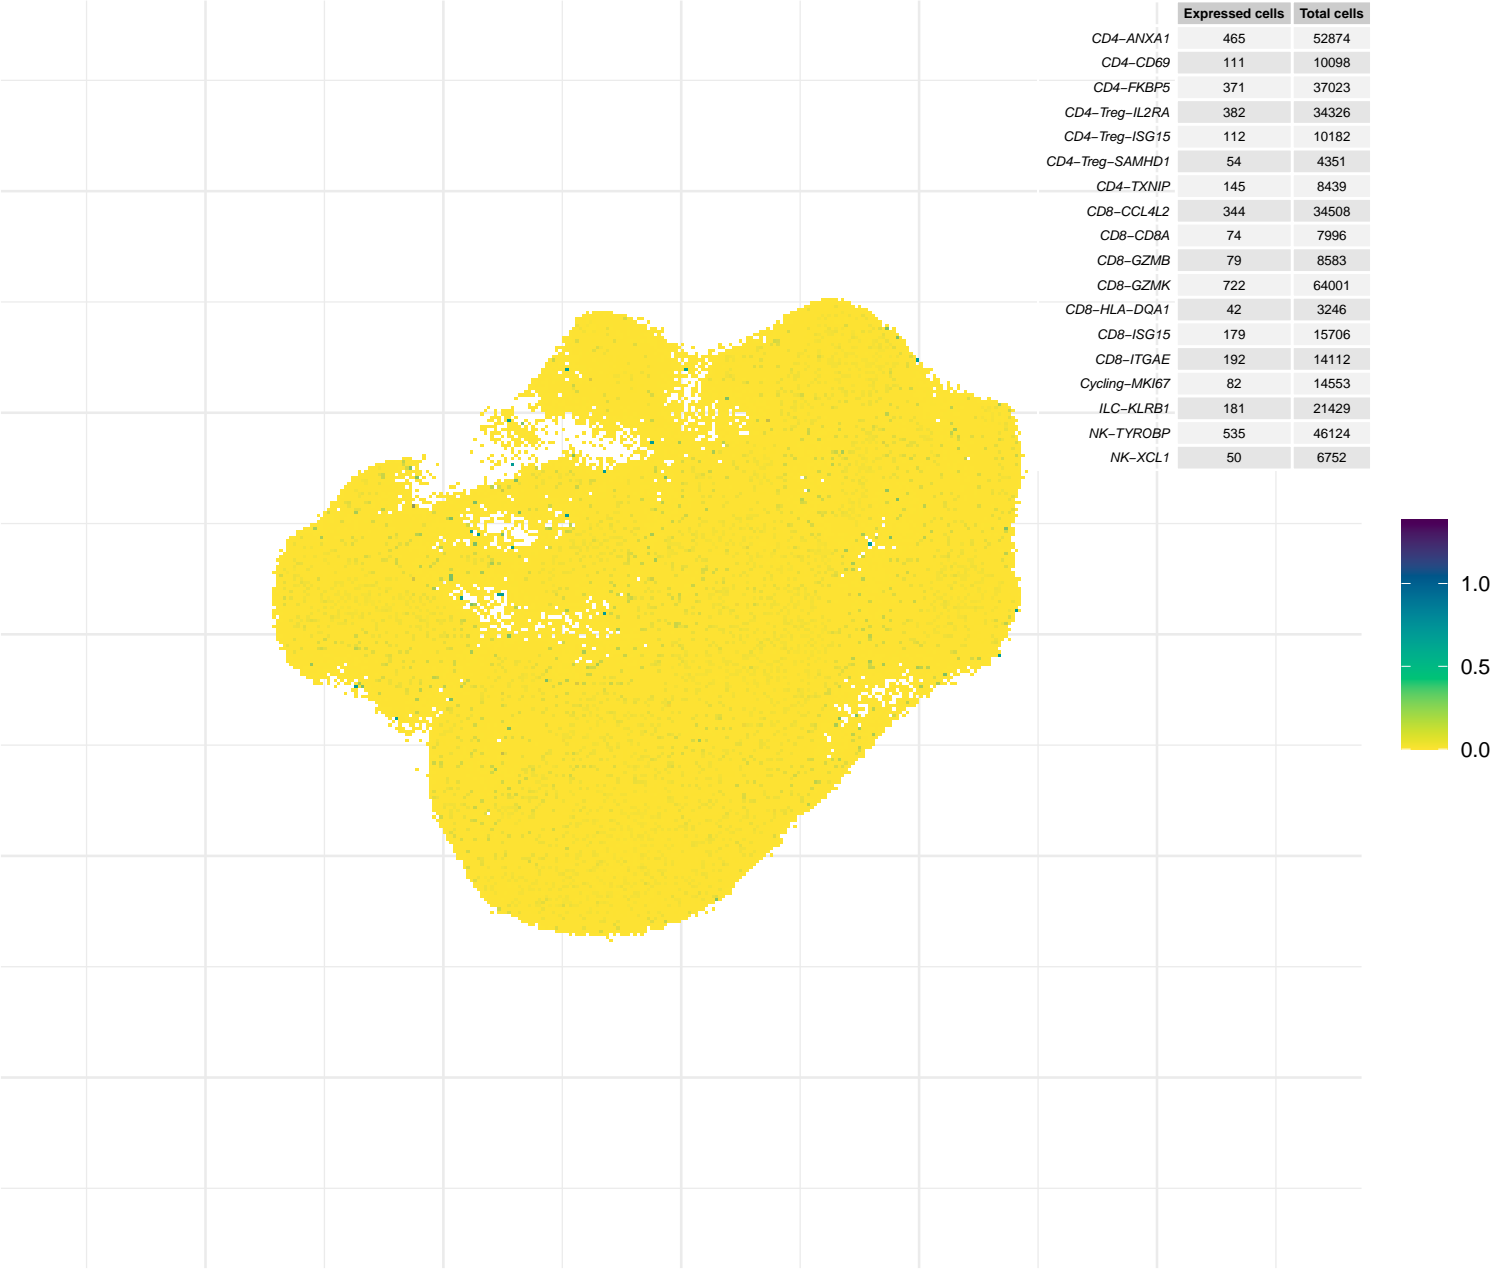 Expressed cells Total cells
CD4−ANXA1 465 52874
CD4−CD69 111 10098
CD4−FKBP5 371 37023
CD4−Treg−IL2RA 382 34326
CD4−Treg−ISG15 112 10182
CD4−Treg−SAMHD1 54 4351
CD4−TXNIP 145 8439
CD8−CCL4L2 344 34508
CD8−CD8A 74 7996
CD8−GZMB 79 8583
CD8−GZMK 722 64001
CD8−HLA−DQA1 42 3246
CD8−ISG15 179 15706
CD8−ITGAE 192 14112
Cycling−MKI67 82 14553
ILC−KLRB1 181 21429
NK−TYROBP 535 46124
NK−XCL1 50 6752
1.0
0.5
0.0